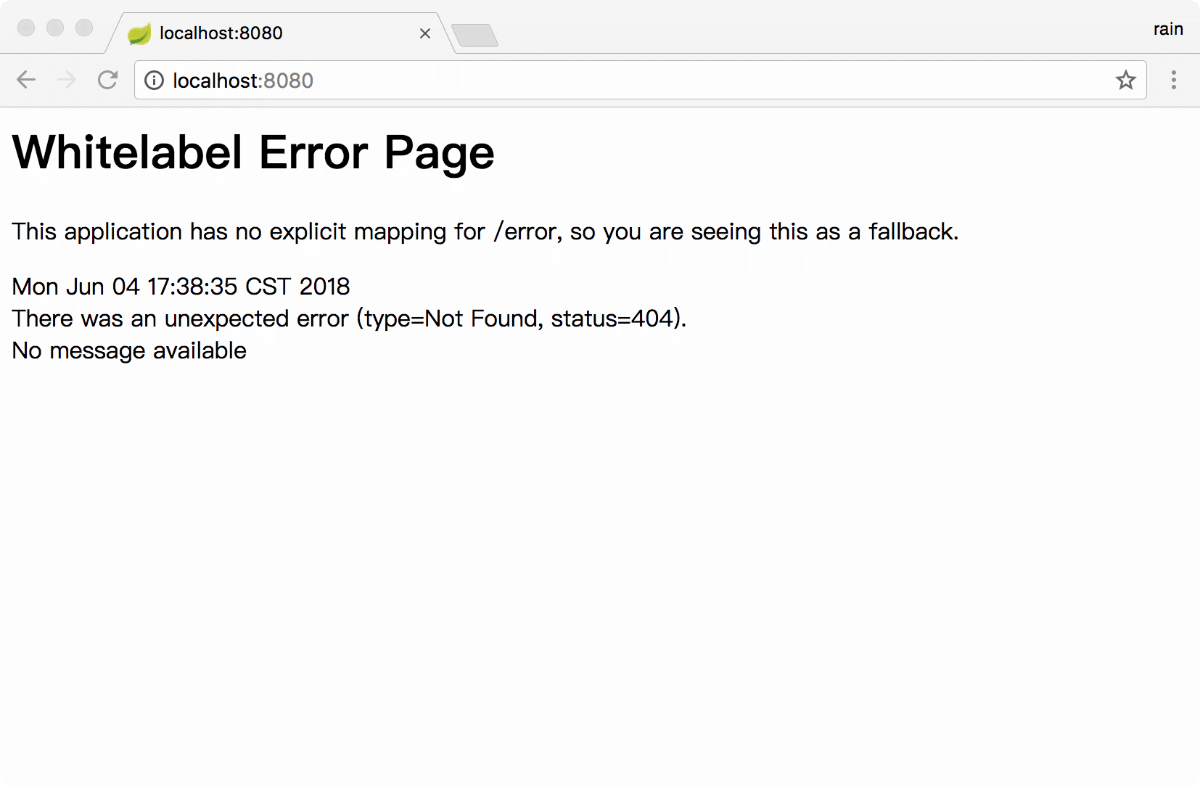 localhost:8080
rain
localhost:8080
Whitelabel Error Page
This application has no explicit mapping for /error, so you are seeing this as a fallback.
Mon Jun 04 17:38:35 CST 2018
There was an unexpected error (type=Not Found, status=404).
No message available